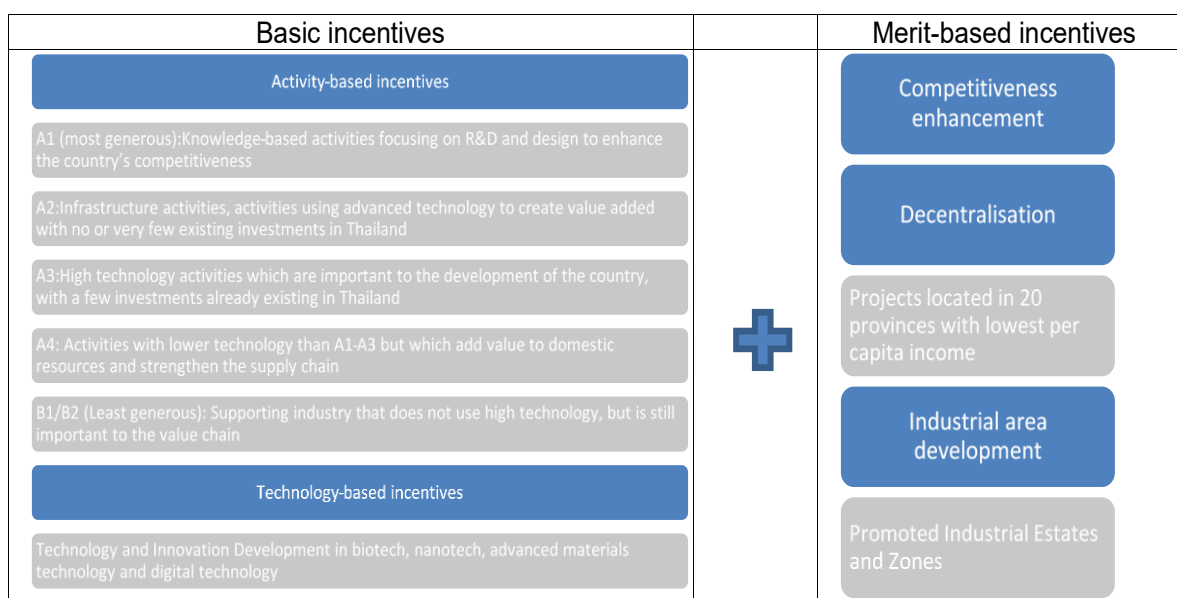 Basic incentives
Merit-based incentives
Activity-based incentives
A1 (most generous):Knowledge-based activities focusing on R&D and design to enhance
the country's competitiveness
A2:Infrastructure activities, activities using advanced technology to create value added
with no or very few existing investments in Thailand
A3:High technology activities which are important to the development of the country,
with a few investments already existing in Thailand
A4: Activities with lower technology than A1-A3 but which add value to domestic
resources and strengthen the supply chain
B1/B2 (Least generous): Supporting industry that does not use high technology, but is still
important to the value chain
Technology-based incentives
Technology and Innovation Development in biotech, nanotech, advanced materials
technology and digital technology
Competitiveness
enhancement
Decentralisation
Projects located in 20
provinces with lowest per
capita income
Industrial area
development
Promoted Industrial Estates
and Zones